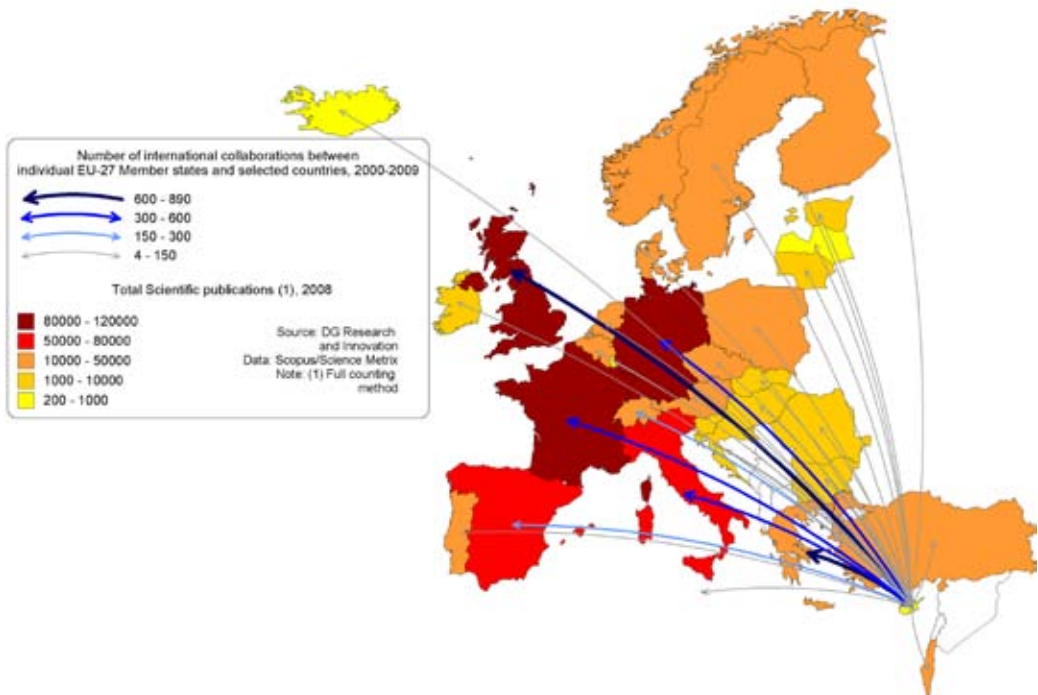 Number of international collaborations between
individual EU-27 Member states and selected countries, 2000-2009
600 - 890
300 - 600
150 - 300
4 - 150
Total Scientific publications (1), 2008
80000 - 120000
50000 - 80000
10000 - 50000
1000 - 10000
200 - 1000
Source: DG Research
and Innovation
Data: Scopus/Science Metrix
Note: (1) Full counting
method